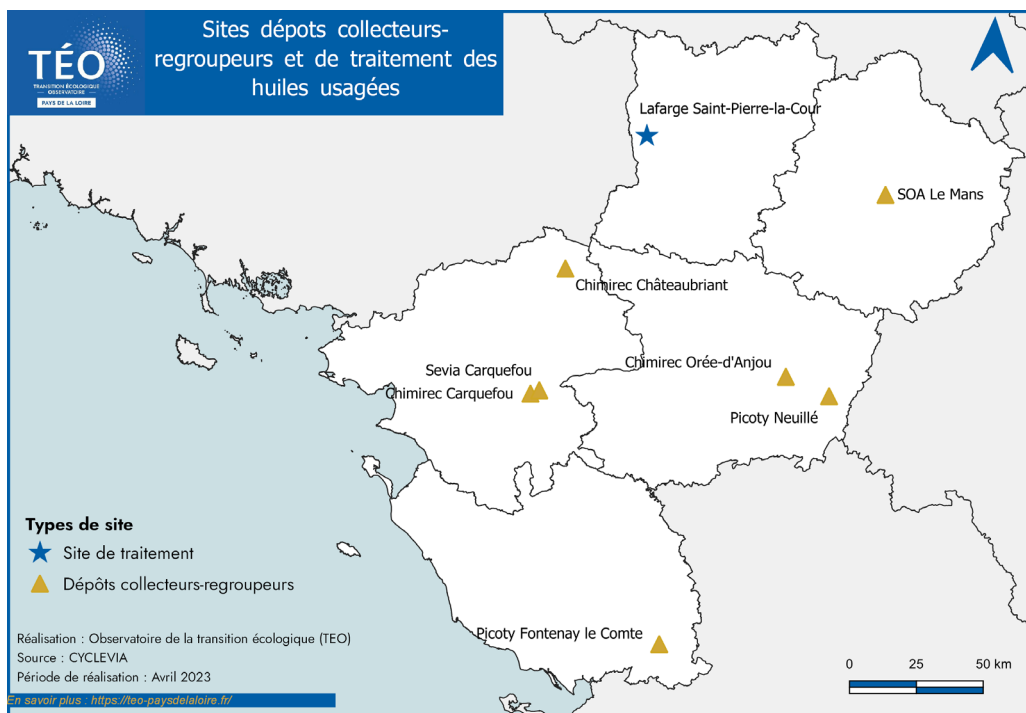 TÉO
TRANSITION ÉCOLOGIQUE
OBSERVATOIRE
PAYS DE LA LOIRE
Sites dépots collecteurs-
regroupeurs et de traitement des
huiles usagées
Lafarge Saint-Pierre-la-Cour
SOA Le Mans
Chimirec Châteaubriant
Chimirec Orée-d'Anjou
Sevia Carquefou
Chimirec Carquefou
Picoty Neuillé
Types de site
Site de traitement
Dépôts collecteurs-regroupeurs
Picoty Fontenay le Comte
Réalisation : Observatoire de la transition écologique (TEO)
Source : CYCLEVIA
Période de réalisation : Avril 2023
En savoir plus : https://teo-paysdelaloire.fr/
0 25 50 km